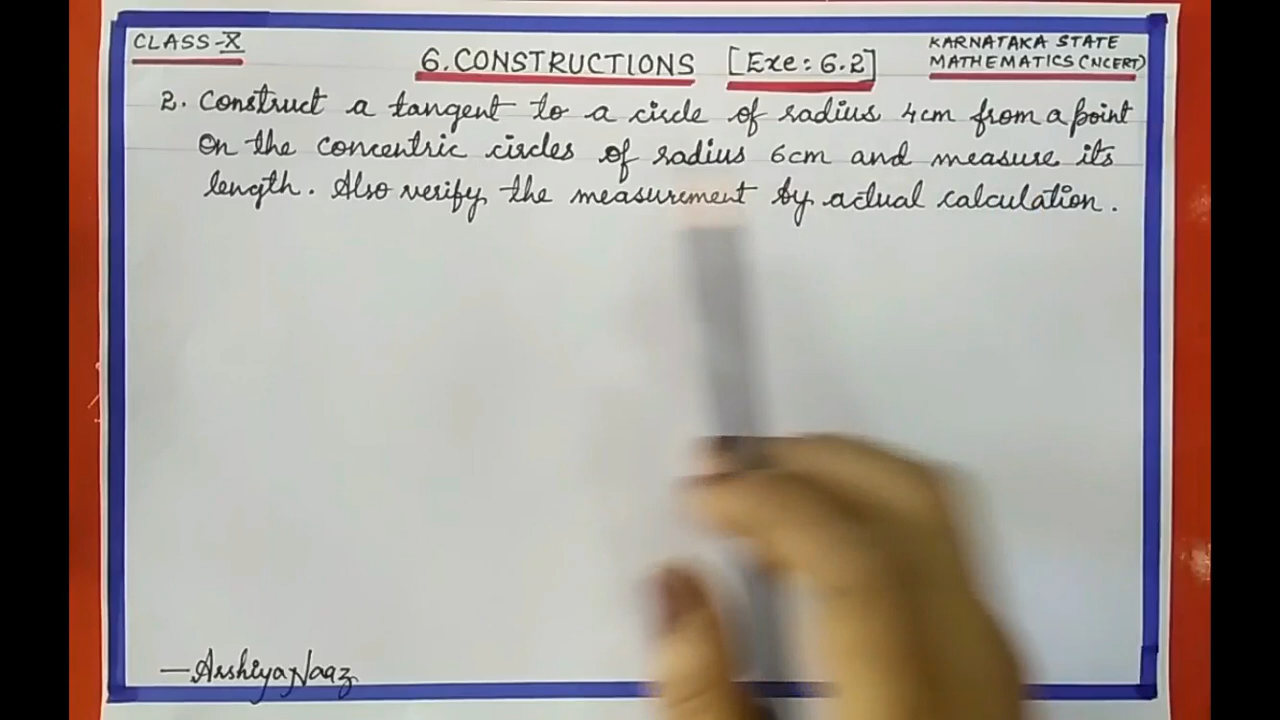 CLASS-X
6.CONSTRUCTIONS [Exe: 6.2]
KARNATAKA STATE
MATHEMATICS (NCERT)
2. Construct a tangent to a circle of radius 4cm from a point
on the concentric circles of radius 6cm and measure its
length. Also verify the measurement by actual calculation.
—Arshiya Naaz